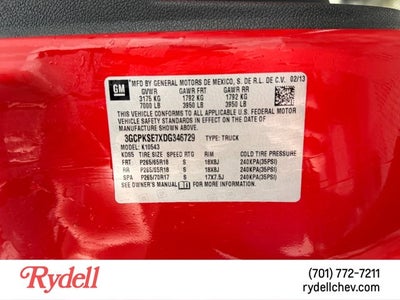 GM
MFD BY GENERAL MOTORS DE MEXICO, S. DE R.L. DE C.V. 02/13
GVWR GAWR FRT GAWR RR
3175 KG 1792 KG 1792 KG
7000 LB 3950 LB 3950 LB
THIS VEHICLE CONFORMS TO ALL APPLICABLE U.S. FEDERAL MOTOR
VEHICLE SAFETY AND THEFT PREVENTION STANDARDS IN EFFECT ON
THE DATE OF MANUFACTURE SHOWN ABOVE.
3GCPKSE7XDG346729 TYPE: TRUCK
MODEL: K10543
TIRE SIZE SPEED RTG RIM COLD TIRE PRESSURE
FRT P265/65R18 S 18X8J 240KPA(35PSI)
RR P265/65R18 S 18X8J 240KPA(35PSI)
SPA P265/70R17 S 17X7.5J 240KPA(35PSI)
SEE OWNER'S MANUAL FOR ADDITIONAL INFORMATION.
Rydell
(701) 772-7211
rydellchev.com